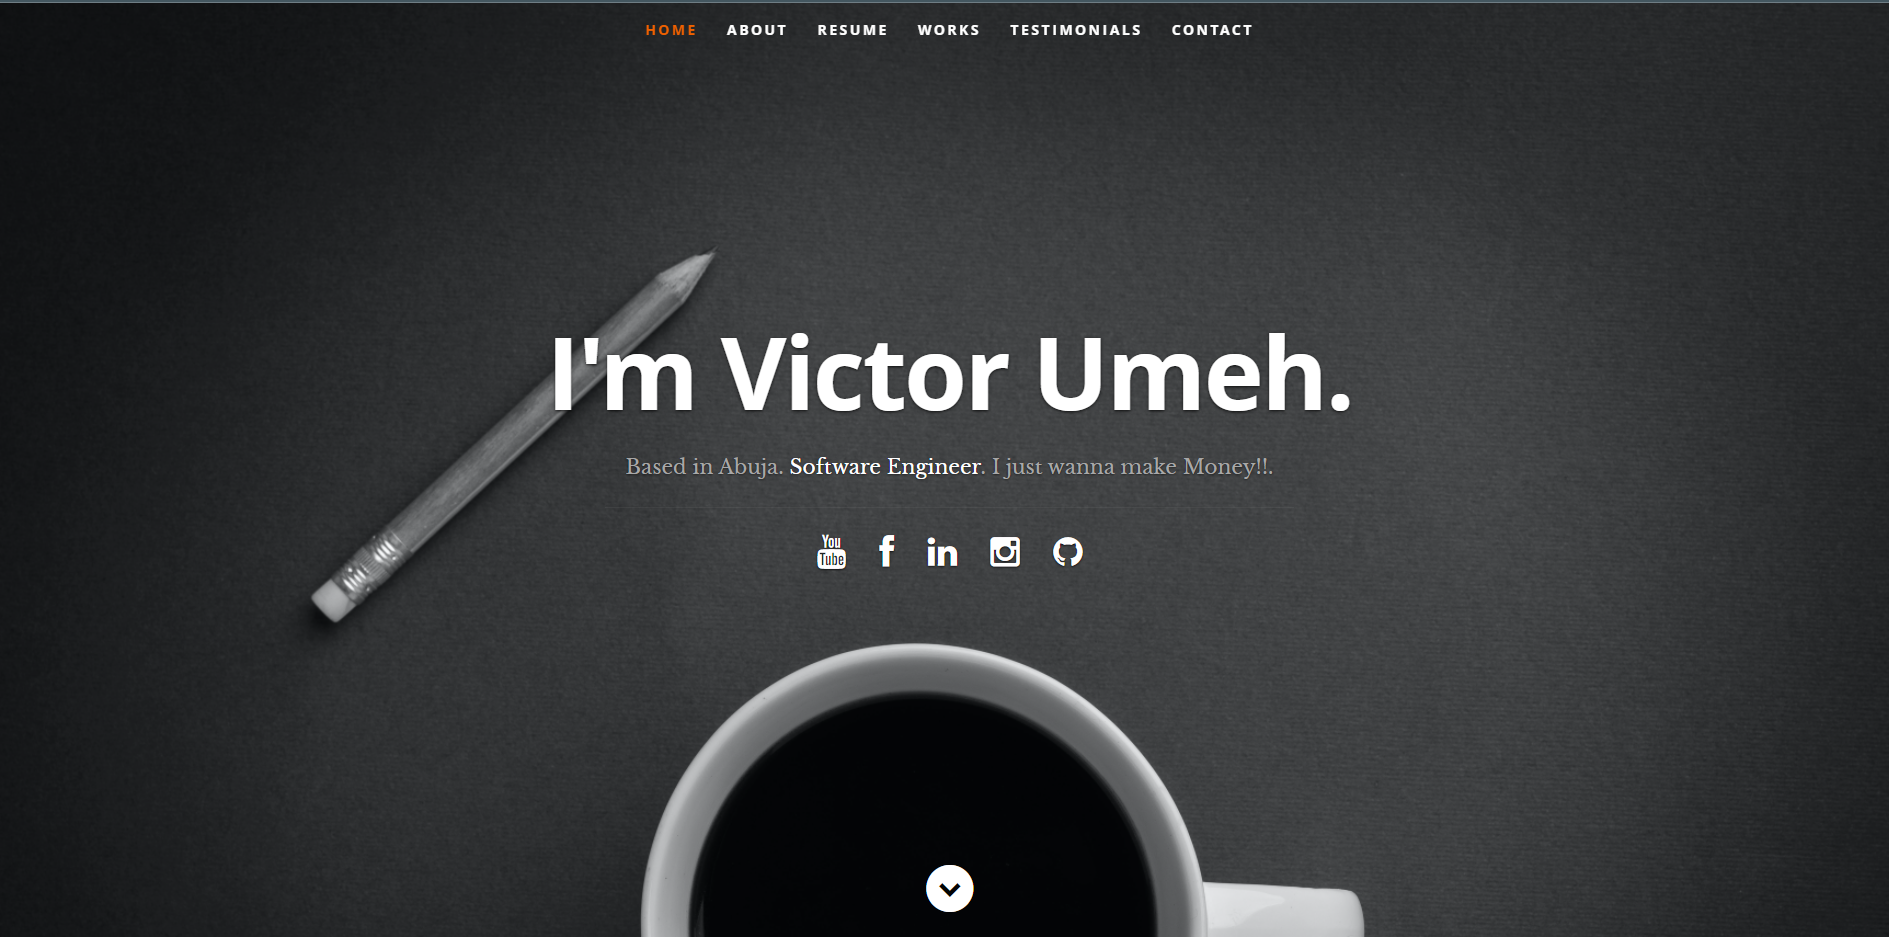 HOME ABOUT RESUME WORKS TESTIMONIALS CONTACT
I'm Victor Umeh.
Based in Abuja. Software Engineer. I just wanna make Money!!.
You
Tube f in